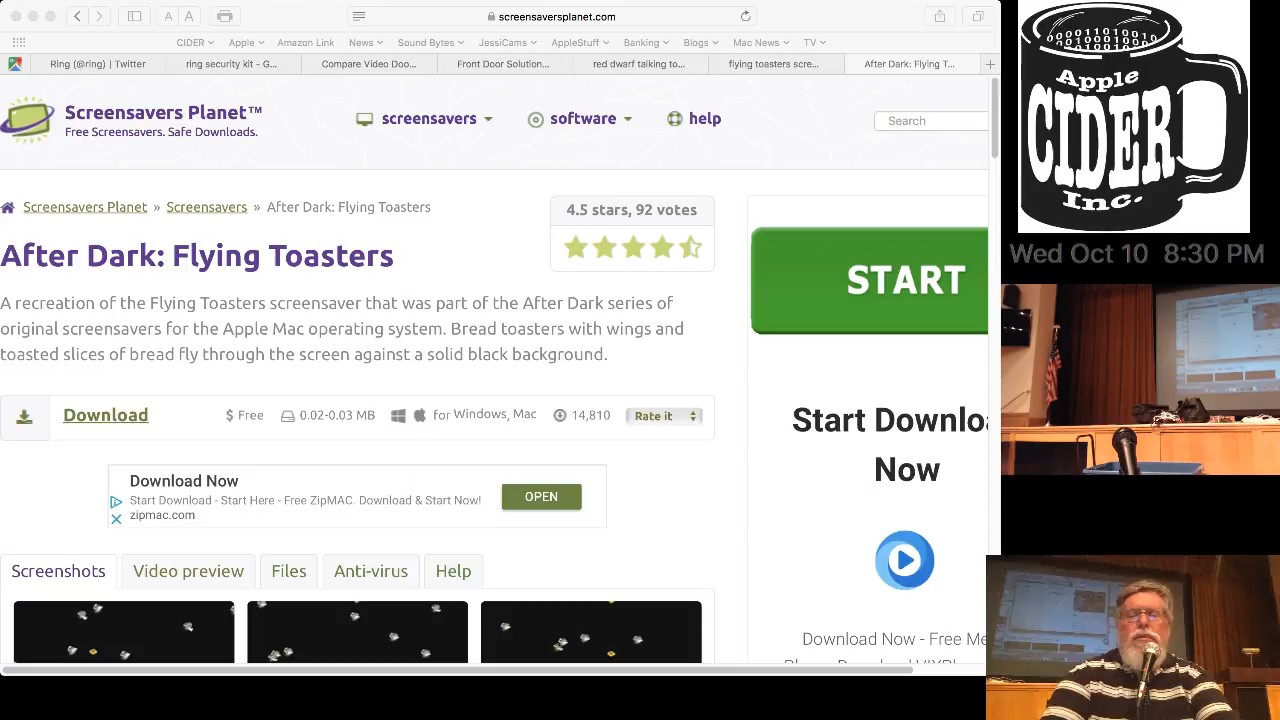 screensaversplanet.com
CIDER Apple Amazon Link News Sound Bytes JessiCams AppleStuff Banking Blogs Mac News TV
Ring (@ring) | Twitter ring security kit - G... Compare Video Doo... Front Door Solution... red dwarf talking to... flying toasters scre... After Dark: Flying T...
Screensavers Planet™
Free Screensavers. Safe Downloads.
screensavers software help Search
Screensavers Planet » Screensavers » After Dark: Flying Toasters
4.5 stars, 92 votes
After Dark: Flying Toasters
A recreation of the Flying Toasters screensaver that was part of the After Dark series of
original screensavers for the Apple Mac operating system. Bread toasters with wings and
toasted slices of bread fly through the screen against a solid black background.
Download $ Free 0.02-0.03 MB for Windows, Mac 14,810 Rate it
Download Now
Start Download - Start Here - Free ZipMAC. Download & Start Now!
zipmac.com
OPEN
Screenshots Video preview Files Anti-virus Help
START
Start Downlo
Now
Download Now - Free Me
Apple
CIDER
Inc.
Wed Oct 10 8:30 PM